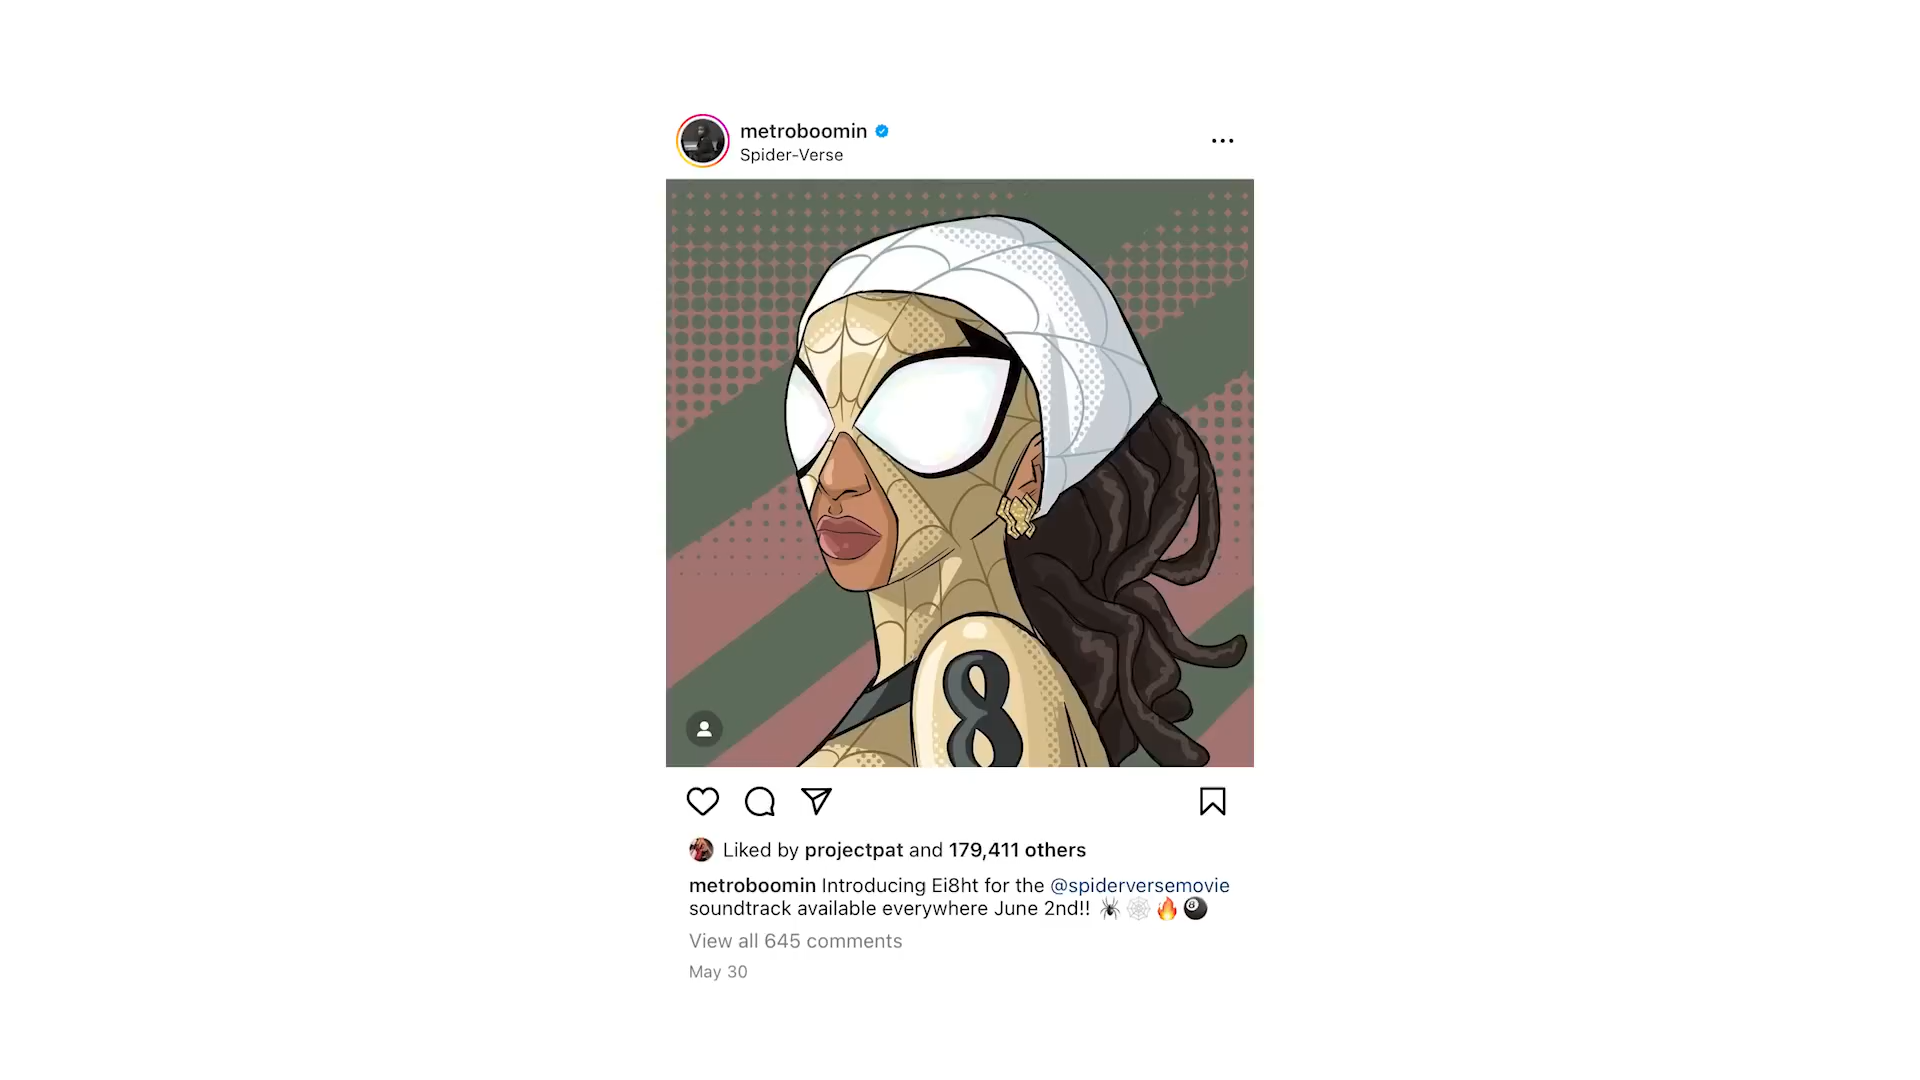 metroboomin
Spider-Verse
8
Liked by projectpat and 179,411 others
metroboomin Introducing Ei8ht for the @spiderversemovie
soundtrack available everywhere June 2nd!! 🕷🕸🔥🎱
View all 645 comments
May 30